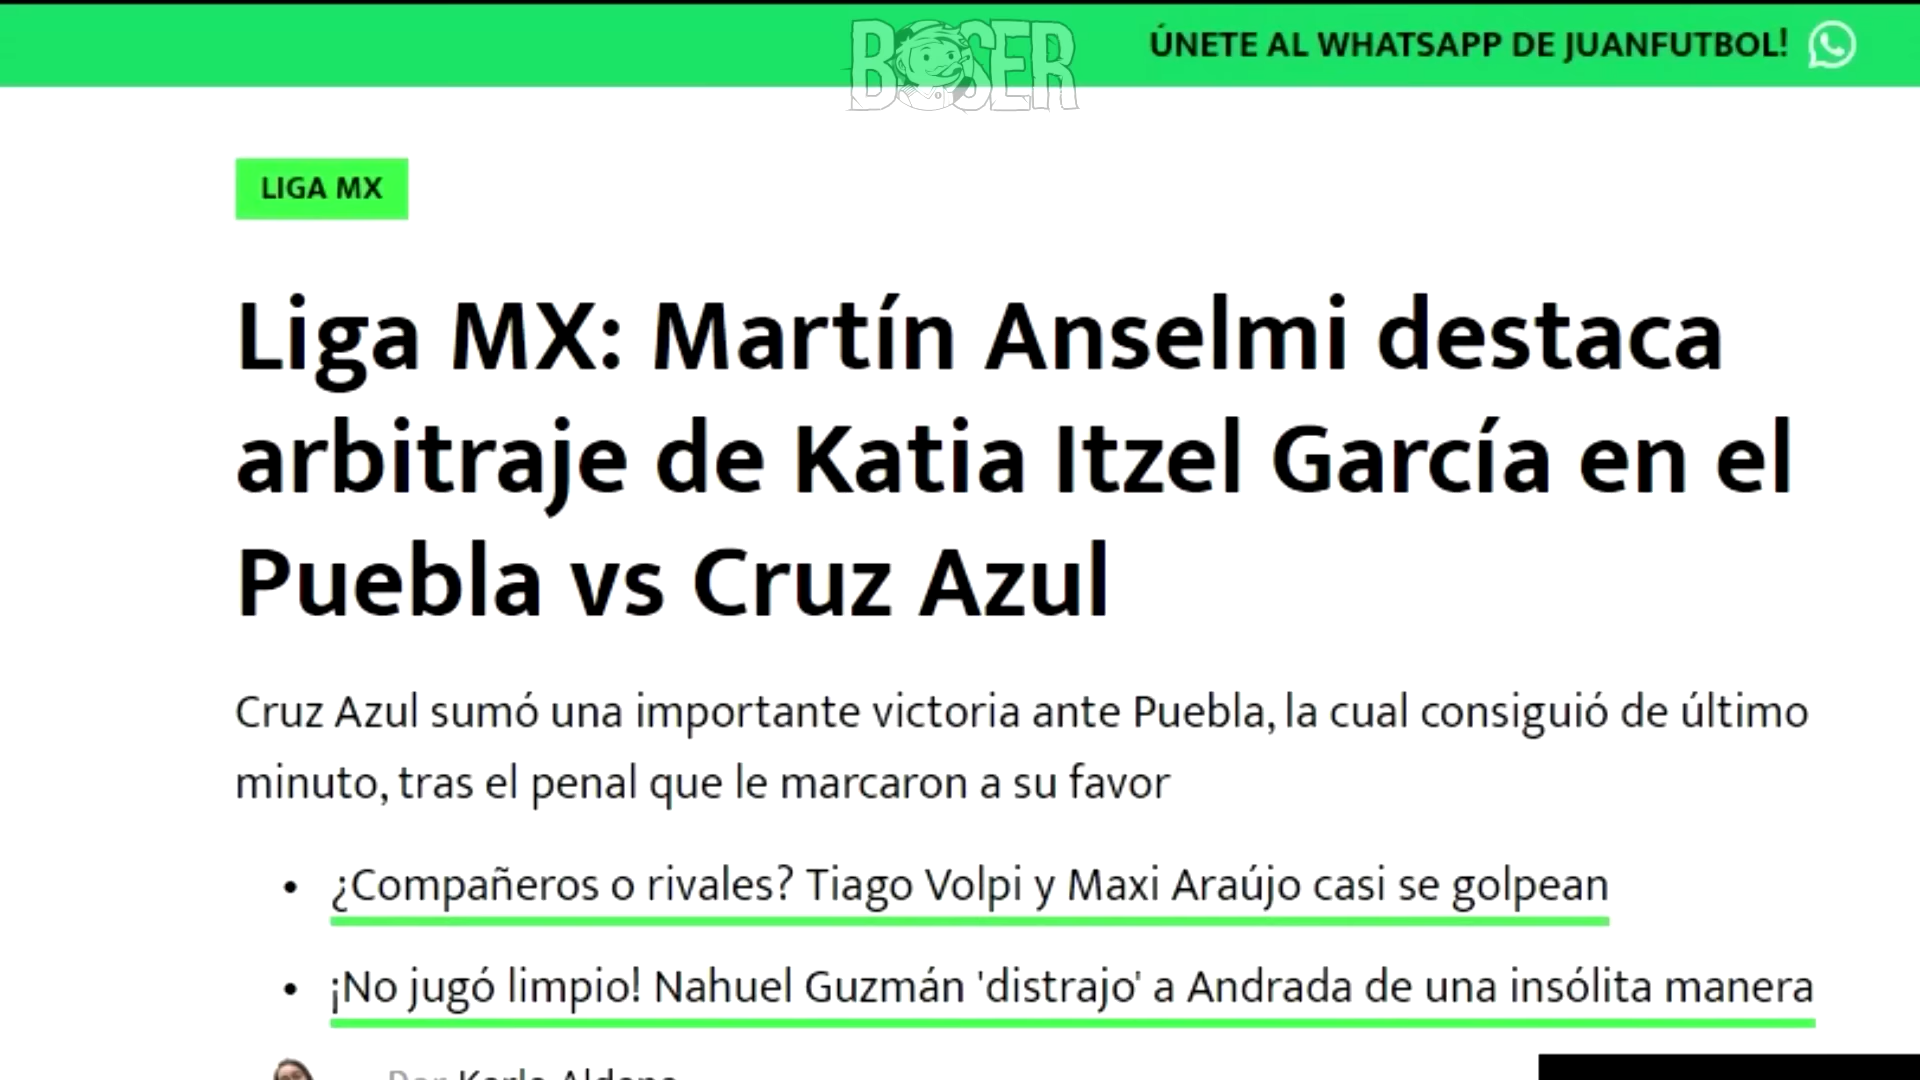 BOSER
ÚNETE AL WHATSAPP DE JUANFUTBOL!
LIGA MX
Liga MX: Martín Anselmi destaca
arbitraje de Katia Itzel García en el
Puebla vs Cruz Azul
Cruz Azul sumó una importante victoria ante Puebla, la cual consiguió de último
minuto, tras el penal que le marcaron a su favor
• ¿Compañeros o rivales? Tiago Volpi y Maxi Araújo casi se golpean
• ¡No jugó limpio! Nahuel Guzmán 'distrajo' a Andrada de una insólita manera
Por Karla Aldana